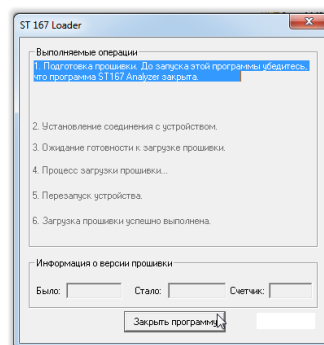 ST 167 Loader
Выполняемые операции
1. Подготовка прошивки. До запуска этой программы убедитесь,
что программа ST167 Analyzer закрыта.
2. Установление соединения с устройством.
3. Ожидание готовности к загрузке прошивки.
4. Процесс загрузки прошивки...
5. Перезапуск устройства.
6. Загрузка прошивки успешно выполнена.
Информация о версии прошивки
Было: Стало: Счетчик:
Закрыть программу